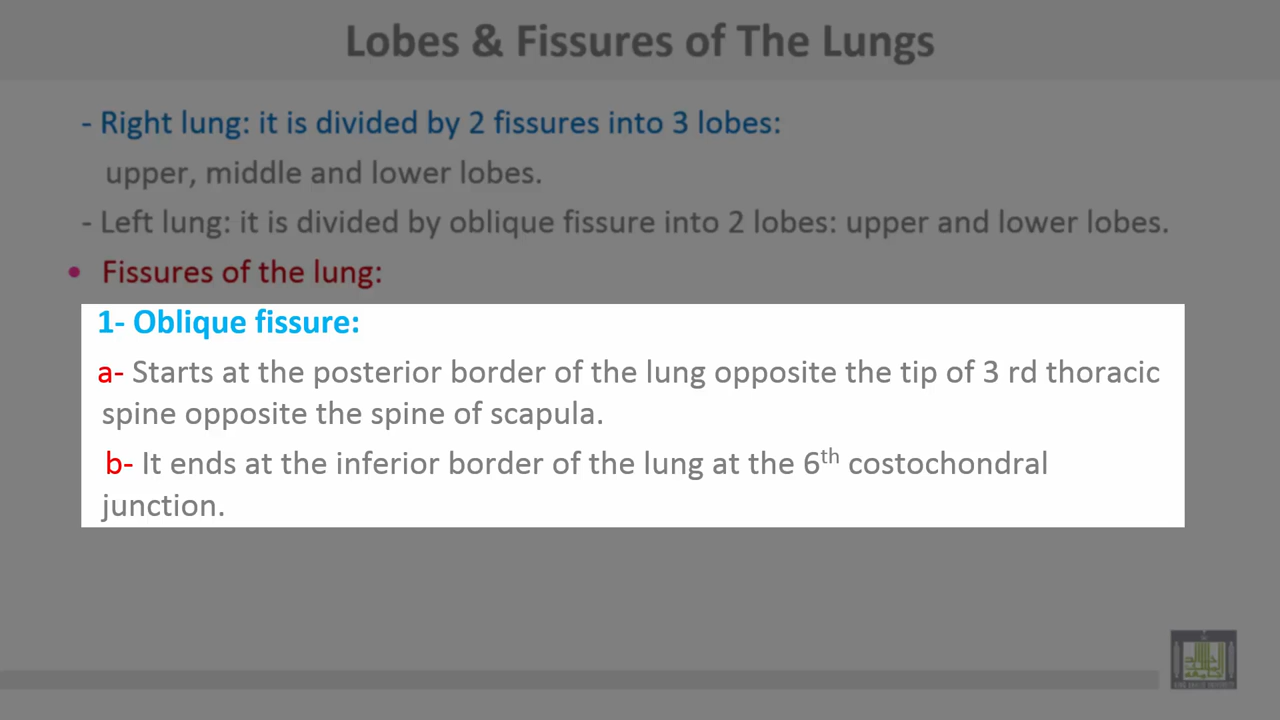 Lobes & Fissures of The Lungs
- Right lung: it is divided by 2 fissures into 3 lobes:
upper, middle and lower lobes.
- Left lung: it is divided by oblique fissure into 2 lobes: upper and lower lobes.
• Fissures of the lung:
1- Oblique fissure:
a- Starts at the posterior border of the lung opposite the tip of 3 rd thoracic
spine opposite the spine of scapula.
b- It ends at the inferior border of the lung at the 6th costochondral
junction.